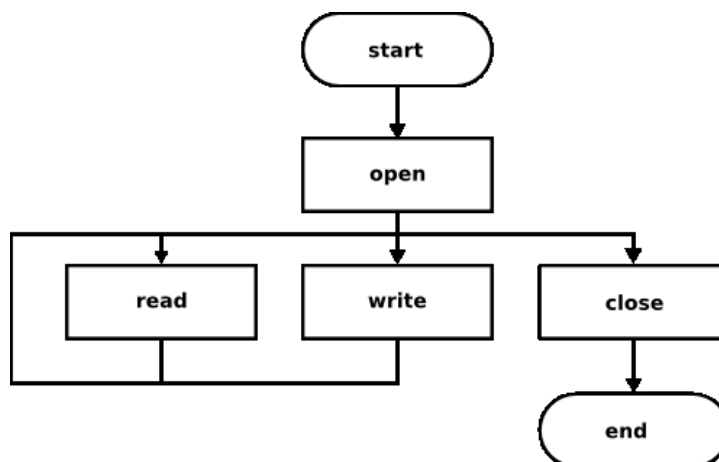 start
open
read
write
close
end